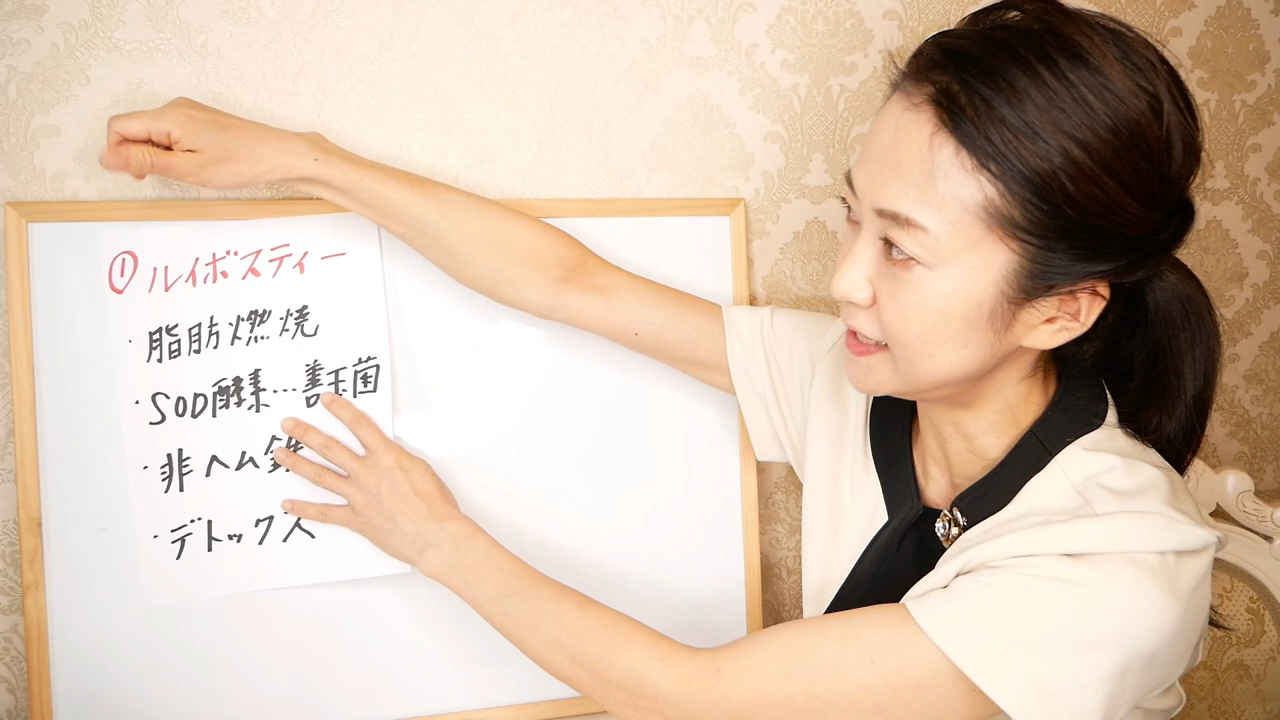 ① ルイボスティー
・脂肪燃焼
・SOD酵素…善玉菌
・非ヘム鉄
・デトックス